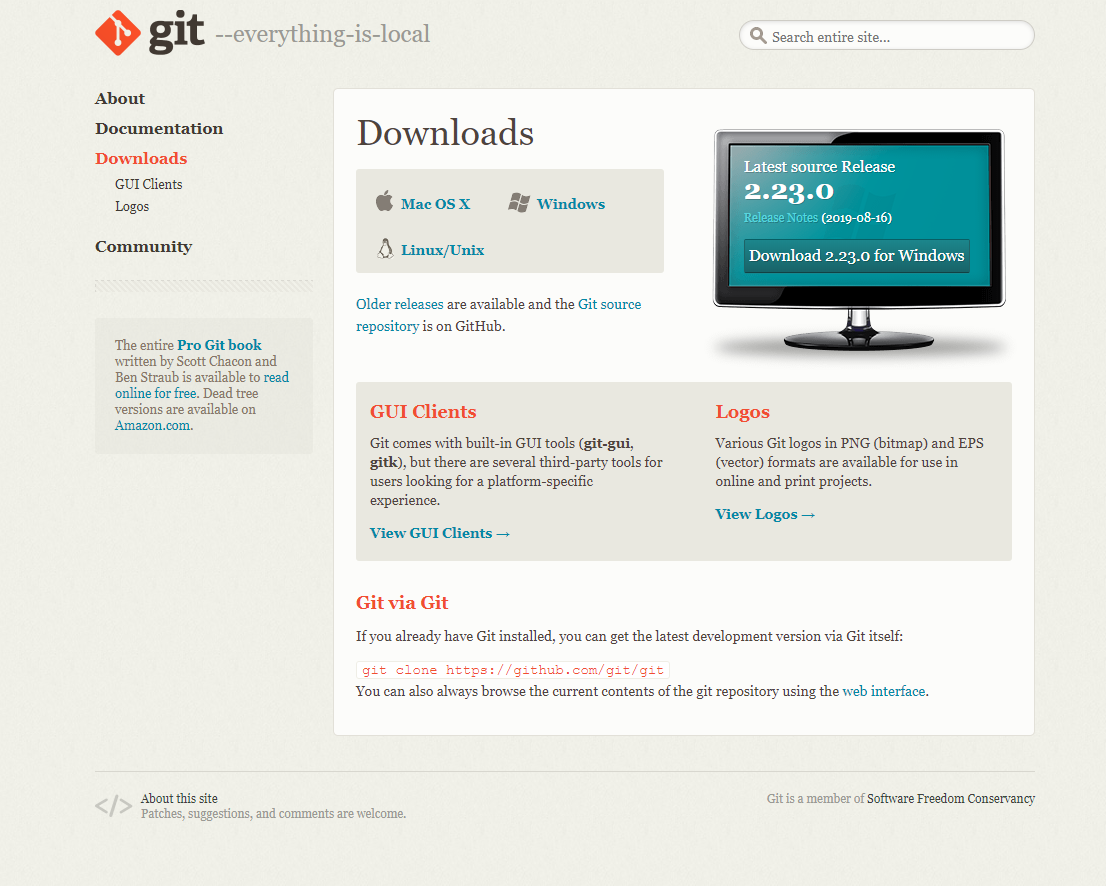 git --everything-is-local
Search entire site...
About
Documentation
Downloads
GUI Clients
Logos
Community
The entire Pro Git book
written by Scott Chacon and
Ben Straub is available to read
online for free. Dead tree
versions are available on
Amazon.com.
Downloads
Mac OS X
Windows
Linux/Unix
Older releases are available and the Git source
repository is on GitHub.
Latest source Release
2.23.0
Release Notes (2019-08-16)
Download 2.23.0 for Windows
GUI Clients
Git comes with built-in GUI tools (git-gui,
gitk), but there are several third-party tools for
users looking for a platform-specific
experience.
View GUI Clients →
Logos
Various Git logos in PNG (bitmap) and EPS
(vector) formats are available for use in
online and print projects.
View Logos →
Git via Git
If you already have Git installed, you can get the latest development version via Git itself:
git clone https://github.com/git/git
You can also always browse the current contents of the git repository using the web interface.
</> About this site
Patches, suggestions, and comments are welcome.
Git is a member of Software Freedom Conservancy